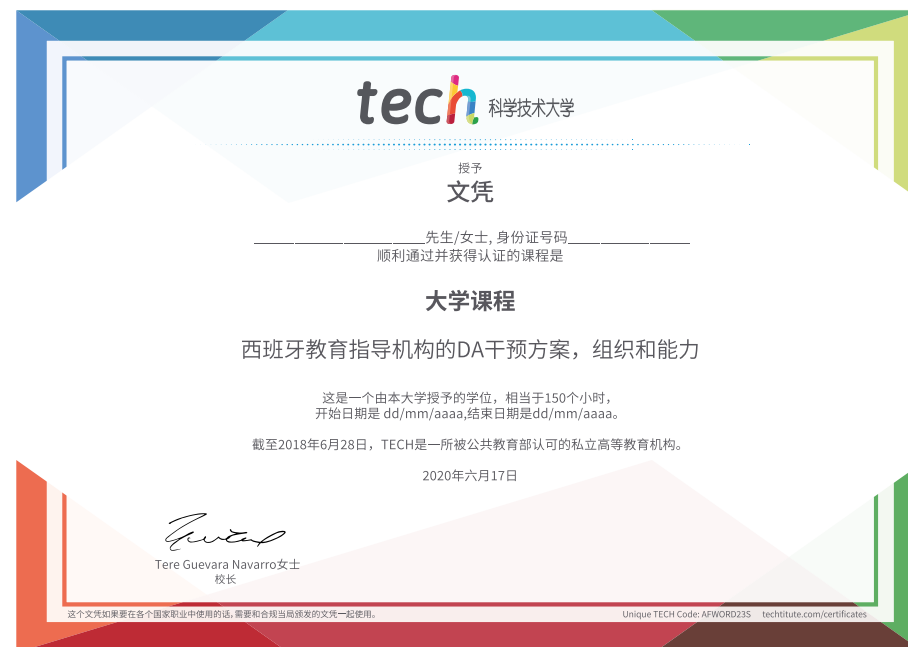 tech 科学技术大学
授予
文凭
先生/女士, 身份证号码
顺利通过并获得认证的课程是
大学课程
西班牙教育指导机构的DA干预方案，组织和能力
这是一个由本大学授予的学位，相当于150个小时，
开始日期是 dd/mm/aaaa,结束日期是dd/mm/aaaa。
截至2018年6月28日，TECH是一所被公共教育部认可的私立高等教育机构。
2020年六月17日
Tere Guevara Navarro女士
校长
这个文凭如果要在各个国家职业中使用的话,需要和合规当局颁发的文凭一起使用。
Unique TECH Code: AFWORD23S techtitute.com/certificates